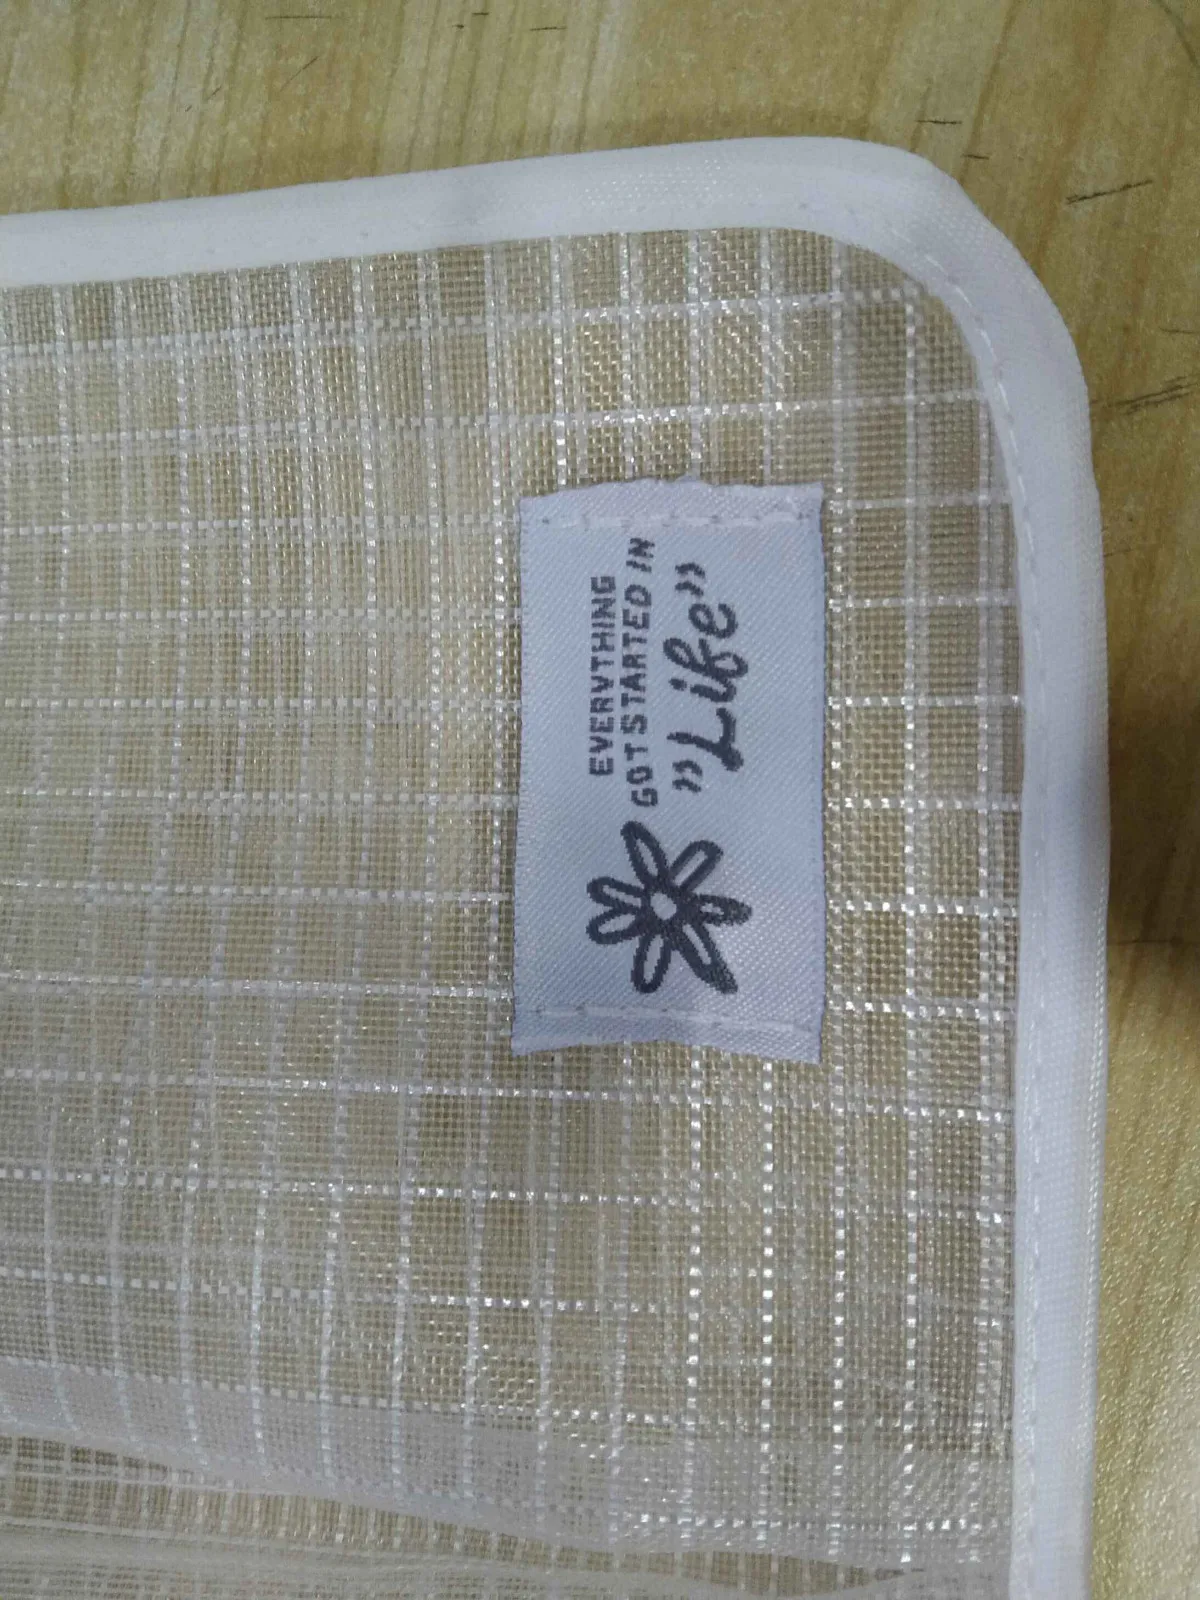 EVERYTHING
GOT STARTED IN
"Life"